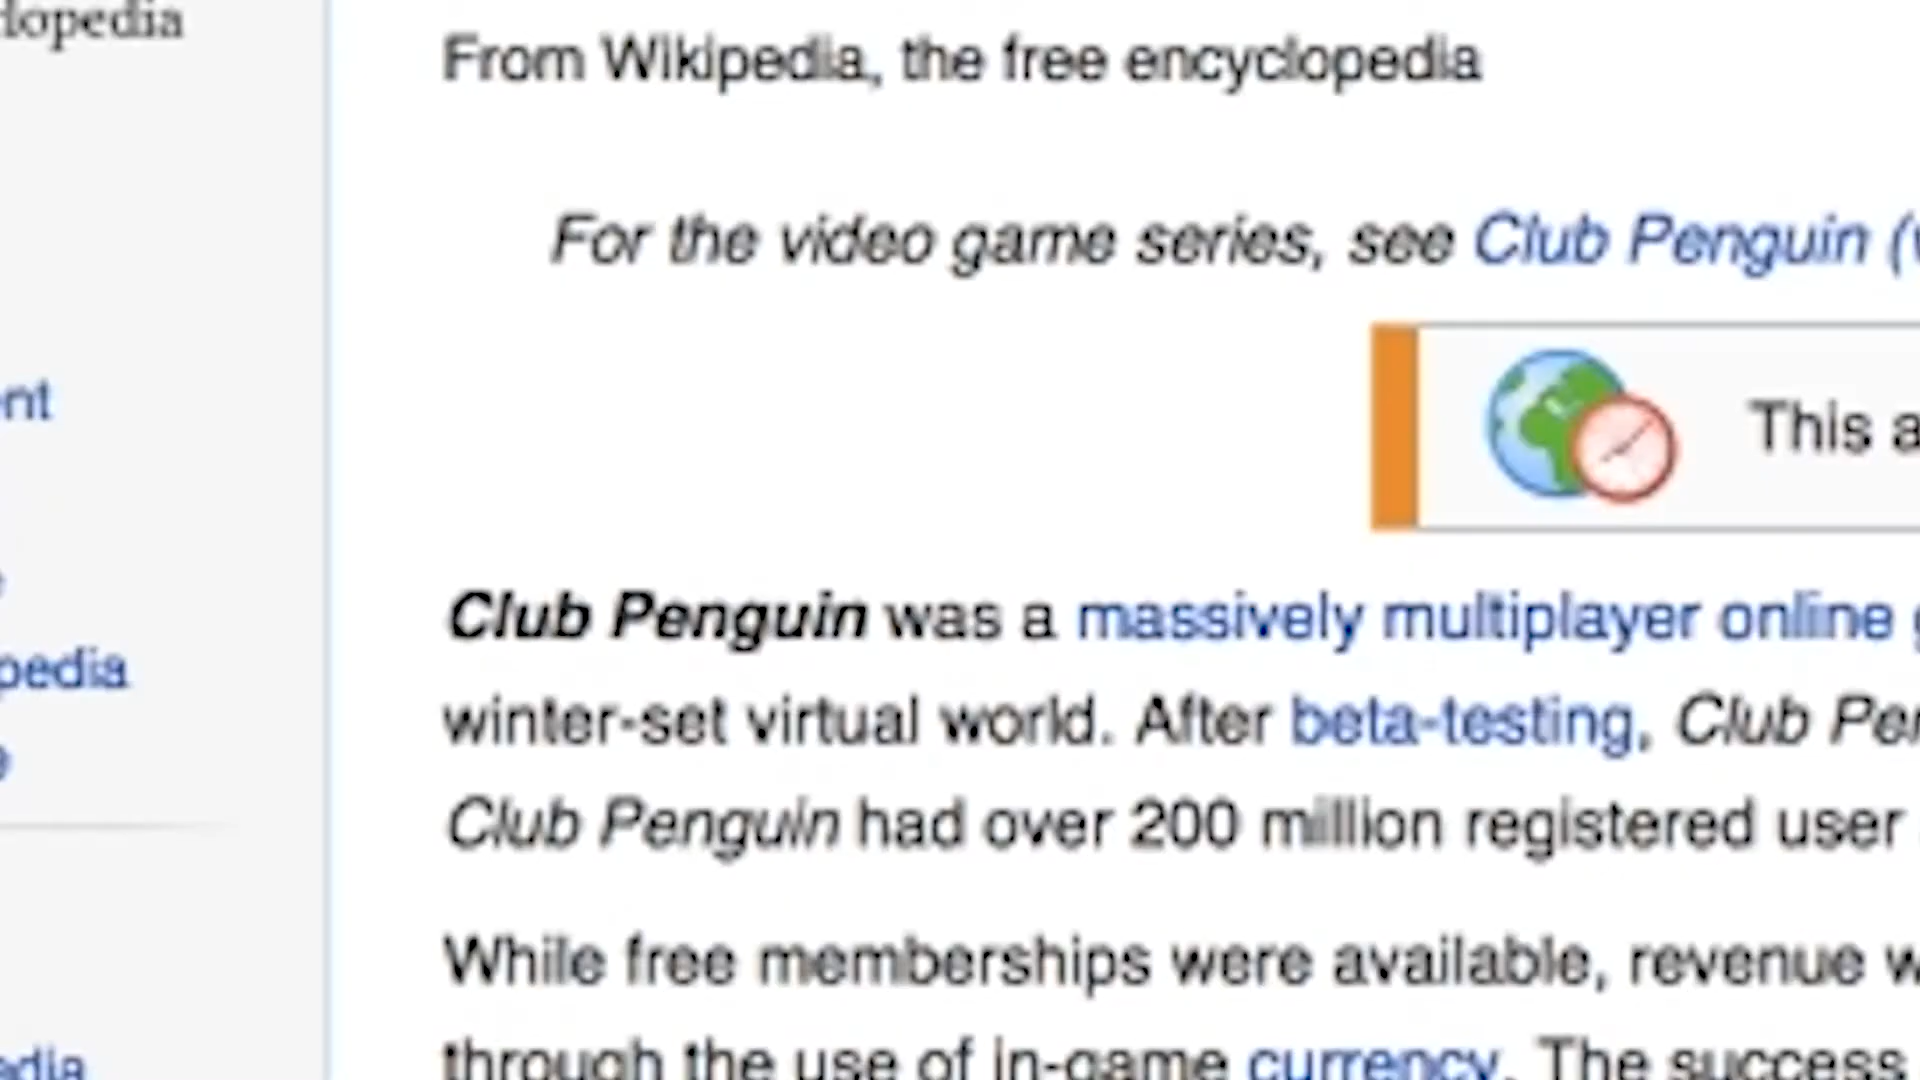 lopedia
From Wikipedia, the free encyclopedia
For the video game series, see Club Penguin (
nt
This a
Club Penguin was a massively multiplayer online
pedia
winter-set virtual world. After beta-testing, Club Pen
Club Penguin had over 200 million registered user
While free memberships were available, revenue w
edia
through the use of in-game currency. The success